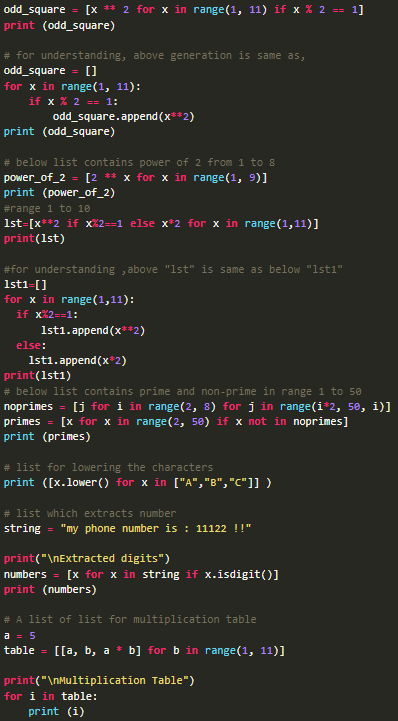 odd_square = [x ** 2 for x in range(1, 11) if x % 2 == 1]
print (odd_square)

# for understanding, above generation is same as,
odd_square = []
for x in range(1, 11):
    if x % 2 == 1:
        odd_square.append(x**2)
print (odd_square)

# below list contains power of 2 from 1 to 8
power_of_2 = [2 ** x for x in range(1, 9)]
print (power_of_2)
#range 1 to 10
lst=[x**2 if x%2==1 else x*2 for x in range(1,11)]
print(lst)

#for understanding ,above "lst" is same as below "lst1"
lst1=[]
for x in range(1,11):
  if x%2==1:
      lst1.append(x**2)
  else:
    lst1.append(x*2)
print(lst1)
# below list contains prime and non-prime in range 1 to 50
noprimes = [j for i in range(2, 8) for j in range(i*2, 50, i)]
primes = [x for x in range(2, 50) if x not in noprimes]
print (primes)

# list for lowering the characters
print ([x.lower() for x in ["A","B","C"]] )

# list which extracts number
string = "my phone number is : 11122 !!"

print("\nExtracted digits")
numbers = [x for x in string if x.isdigit()]
print (numbers)

# A list of list for multiplication table
a = 5
table = [[a, b, a * b] for b in range(1, 11)]

print("\nMultiplication Table")
for i in table:
    print (i)